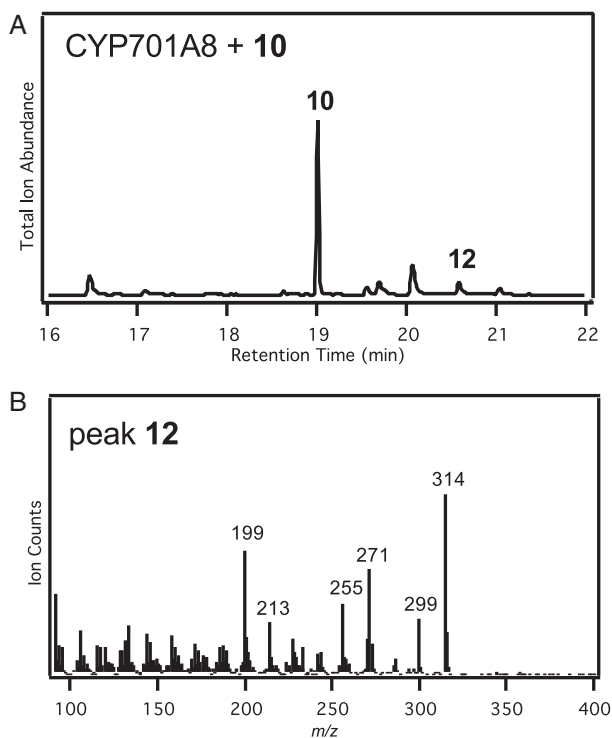 A
CYP701A8 + 10
10
12
Total Ion Abundance
16 17 18 19 20 21 22
Retention Time (min)
B
peak 12
314
199
271
255
299
213
Ion Counts
100 150 200 250 300 350 400
m/z